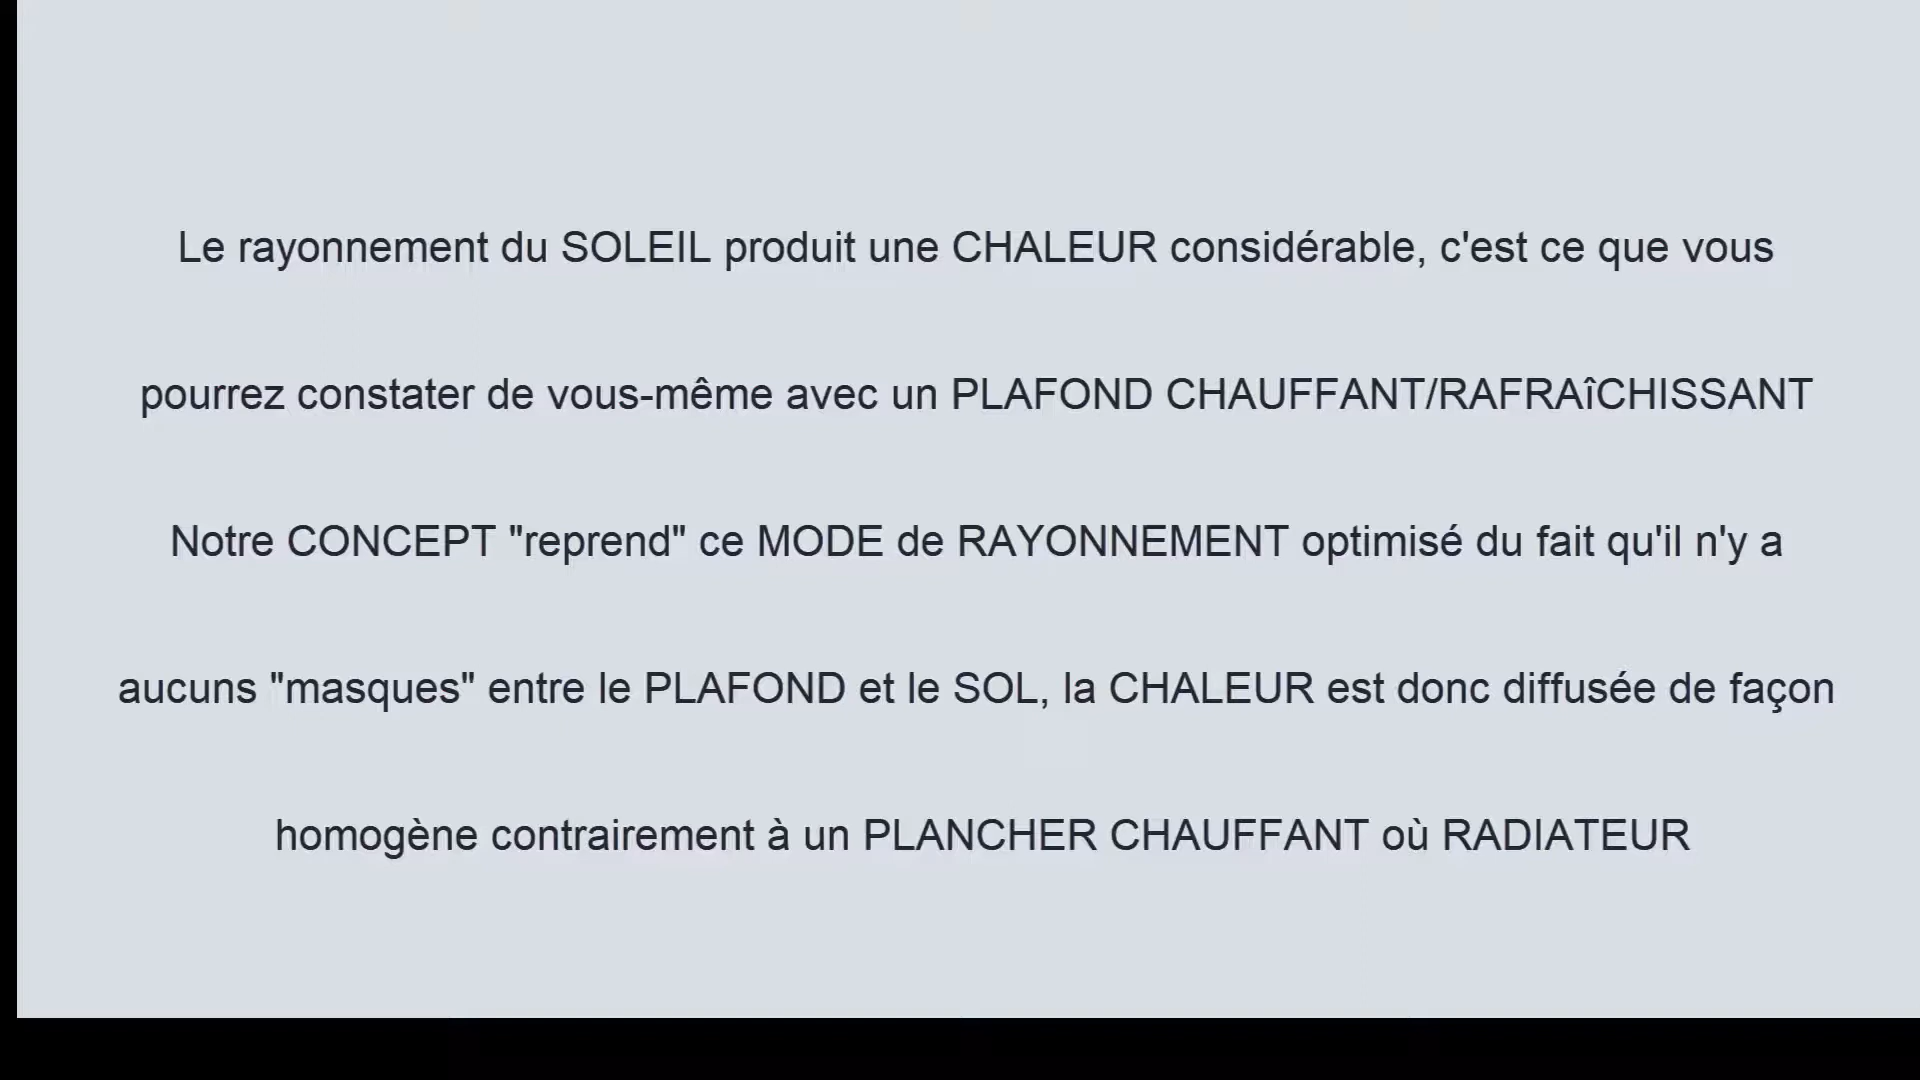 Le rayonnement du SOLEIL produit une CHALEUR considérable, c'est ce que vous
pourrez constater de vous-même avec un PLAFOND CHAUFFANT/RAFRAîCHISSANT
Notre CONCEPT "reprend" ce MODE de RAYONNEMENT optimisé du fait qu'il n'y a
aucuns "masques" entre le PLAFOND et le SOL, la CHALEUR est donc diffusée de façon
homogène contrairement à un PLANCHER CHAUFFANT où RADIATEUR